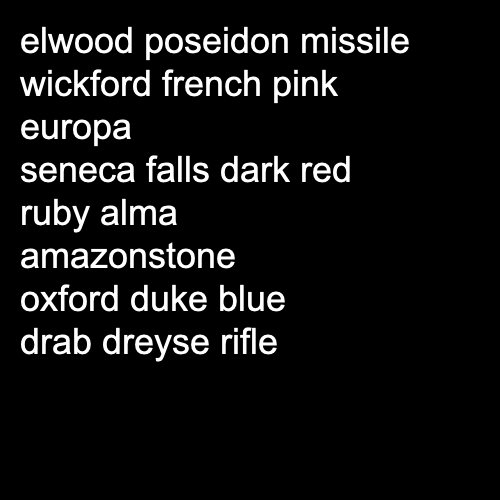 elwood poseidon missile
wickford french pink
europa
seneca falls dark red
ruby alma
amazonstone
oxford duke blue
drab dreyse rifle